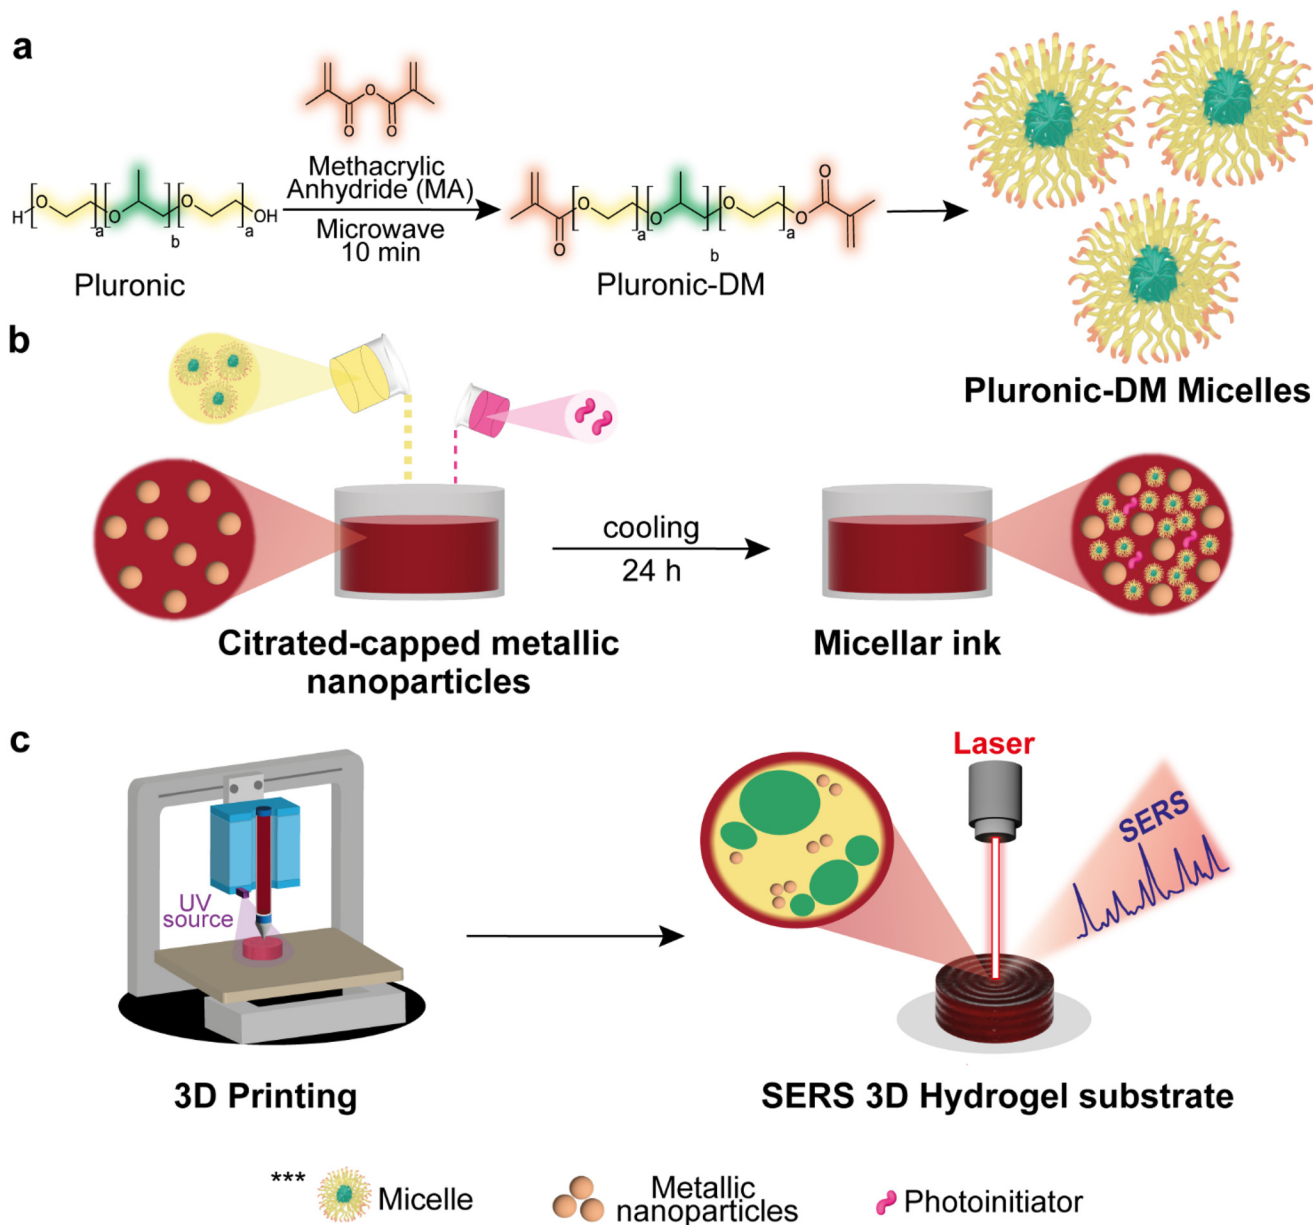 a
O
O
O
Methacrylic
Anhydride (MA)
Microwave
10 min
H
O
a
O
b
O
a
OH
Pluronic
O
O
a
O
b
O
a
O
O
Pluronic-DM
Pluronic-DM Micelles
b
cooling
24 h
Citrated-capped metallic
nanoparticles
Micellar ink
c
UV
source
3D Printing
Laser
SERS
SERS 3D Hydrogel substrate
***
Micelle
Metallic
nanoparticles
Photoinitiator